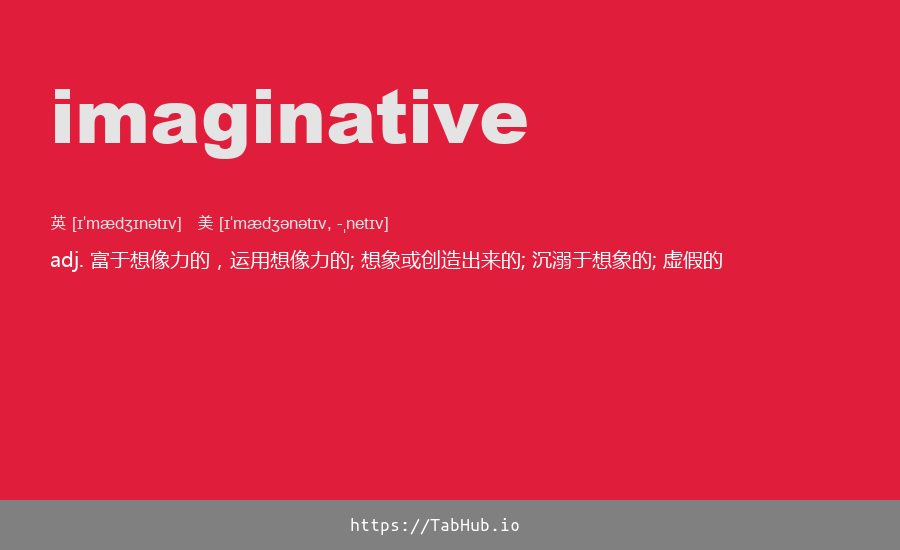 imaginative
英 [ɪˈmædʒɪnətɪv] 美 [ɪˈmædʒənətɪv, -ˌnetɪv]
adj. 富于想像力的，运用想像力的; 想象或创造出来的; 沉溺于想象的; 虚假的
https://TabHub.io